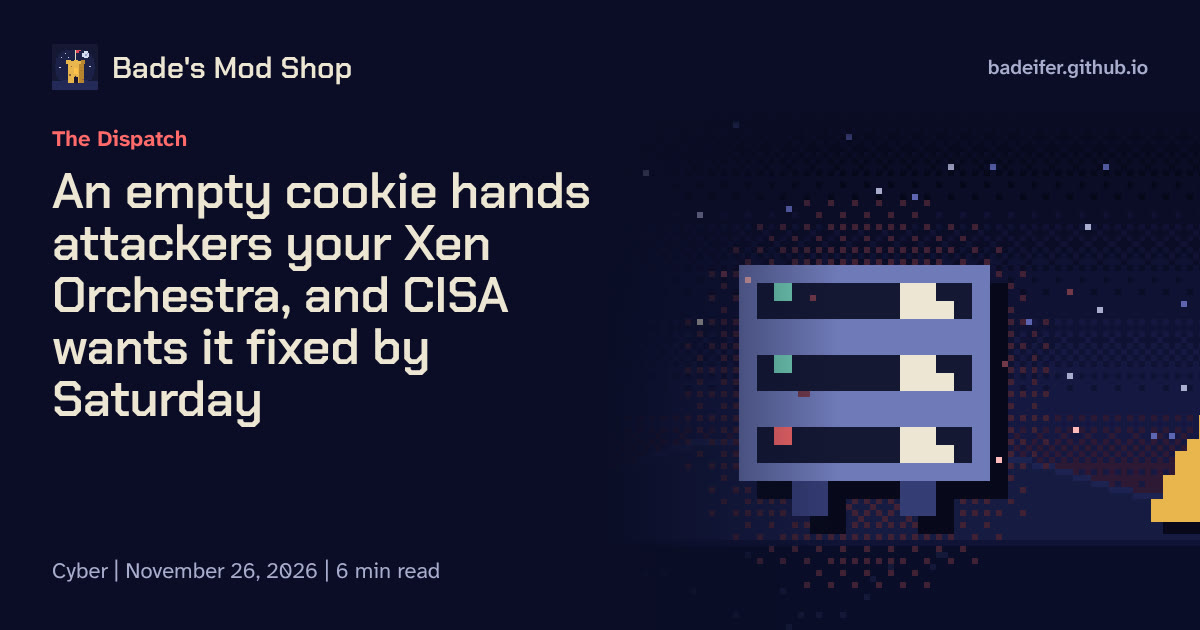 Bade's Mod Shop
badeifer.github.io
The Dispatch
An empty cookie hands
attackers your Xen
Orchestra, and CISA
wants it fixed by
Saturday
Cyber | November 26, 2026 | 6 min read